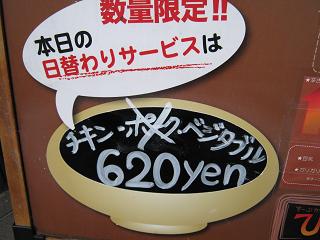 数量限定!!
本日の
日替わりサービスは
チキン・ポーク・ベジタブル
620yen